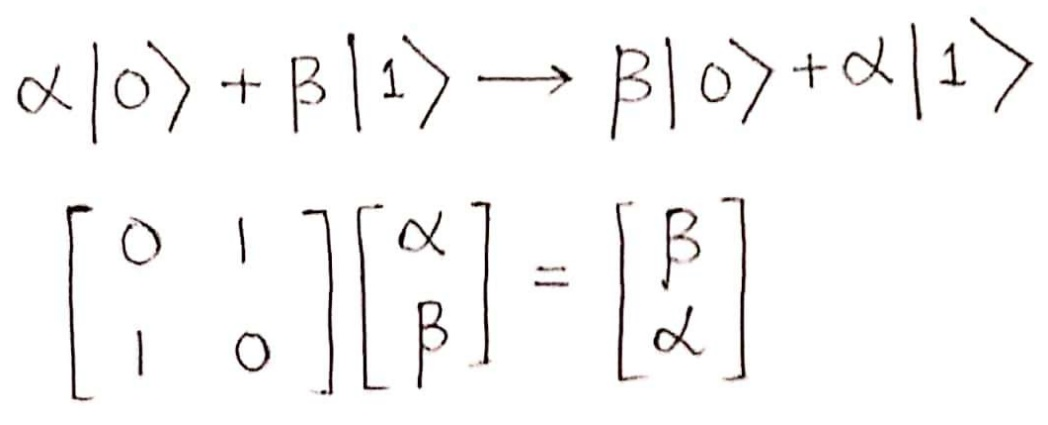 α|0⟩ + β|1⟩ → β|0⟩ + α|1⟩
[0 1; 1 0] [α; β] = [β; α]